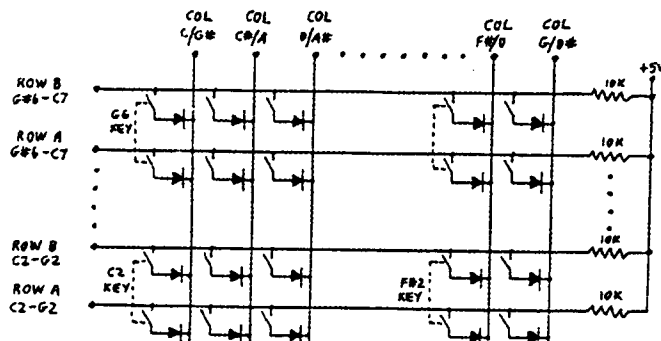 COL C/G#
COL C#/A
COL D/A#
COL F#/D
COL G/D#
+5V
ROW B
G#6-C7
10K
G6
KEY
ROW A
G#6-C7
10K
ROW B
C2-G2
10K
C2
KEY
F#2
KEY
ROW A
C2-G2
10K